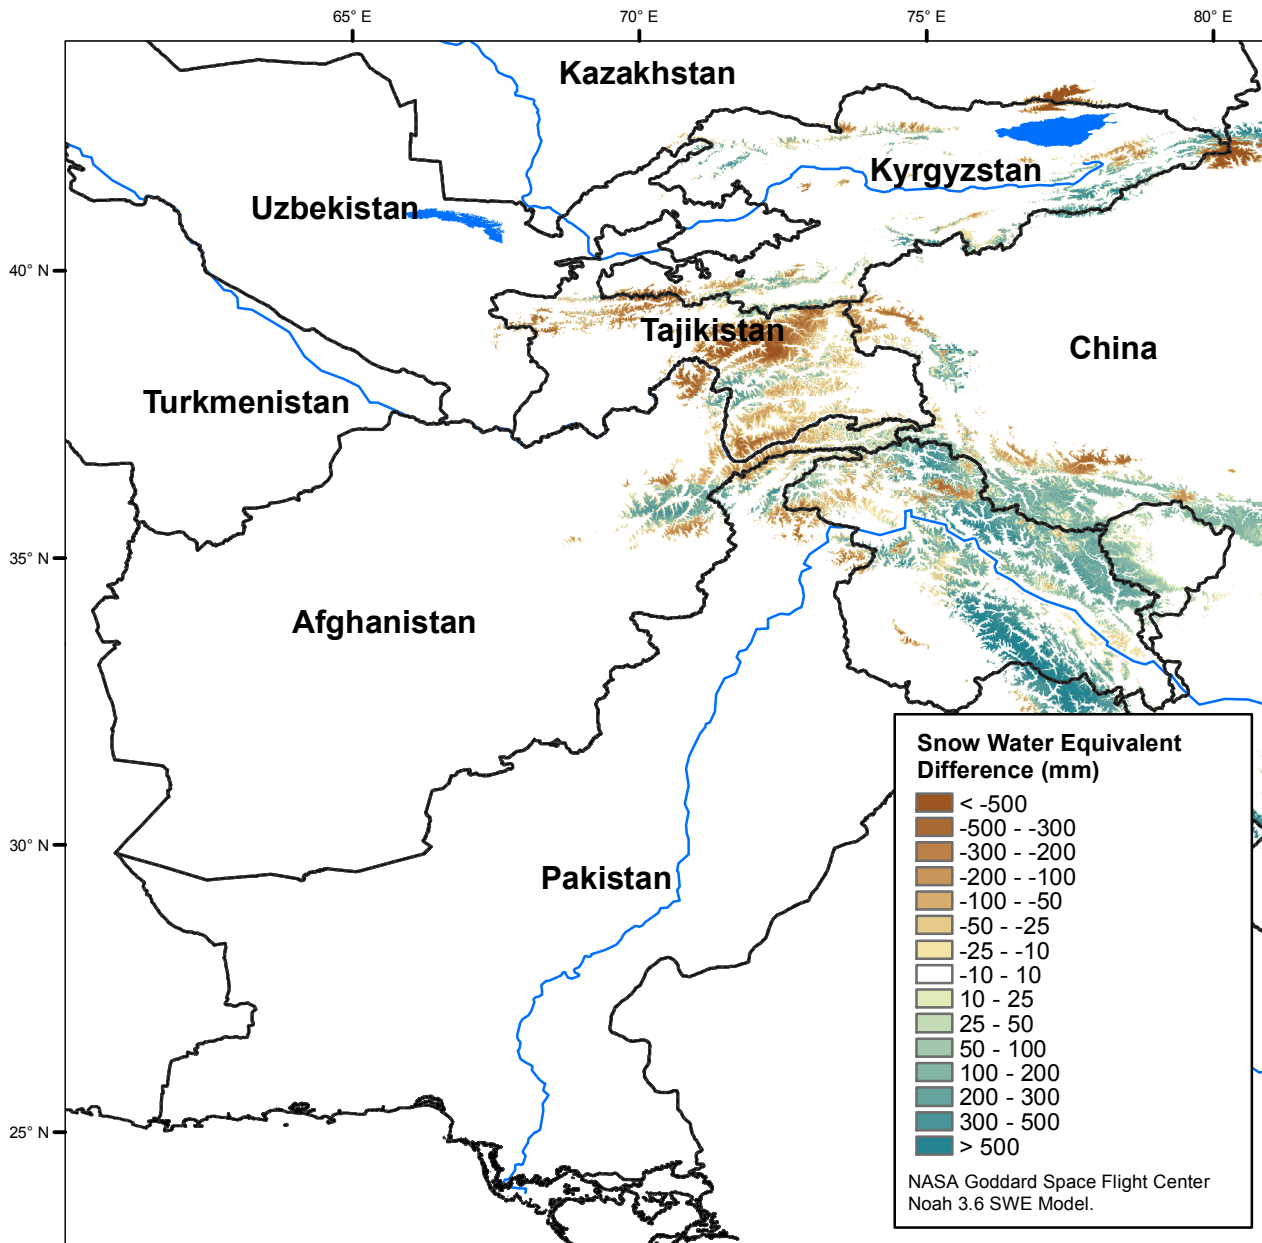 65° E
70° E
75° E
80° E
Kazakhstan
Kyrgyzstan
Uzbekistan
40° N
Tajikistan
China
Turkmenistan
35° N
Afghanistan
30° N
Pakistan
25° N
Snow Water Equivalent
Difference (mm)
< -500
-500 - -300
-300 - -200
-200 - -100
-100 - -50
-50 - -25
-25 - -10
-10 - 10
10 - 25
25 - 50
50 - 100
100 - 200
200 - 300
300 - 500
> 500
NASA Goddard Space Flight Center
Noah 3.6 SWE Model.